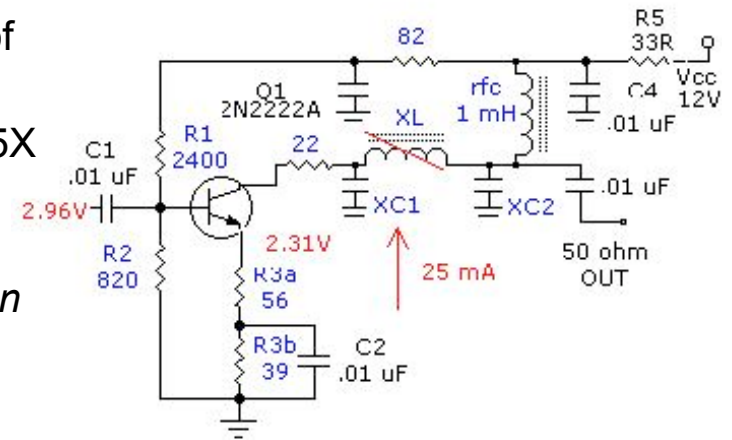 of
5X
n
R5
33R
82
Vcc
12V
rfc
1 mH
C4
.01 uF
Q1
2N2222A
XL
R1
2400
22
C1
.01 uF
XC1
XC2
.01 uF
2.96V
2.31V
50 ohm
OUT
R2
820
R3a
56
25 mA
R3b
39
C2
.01 uF